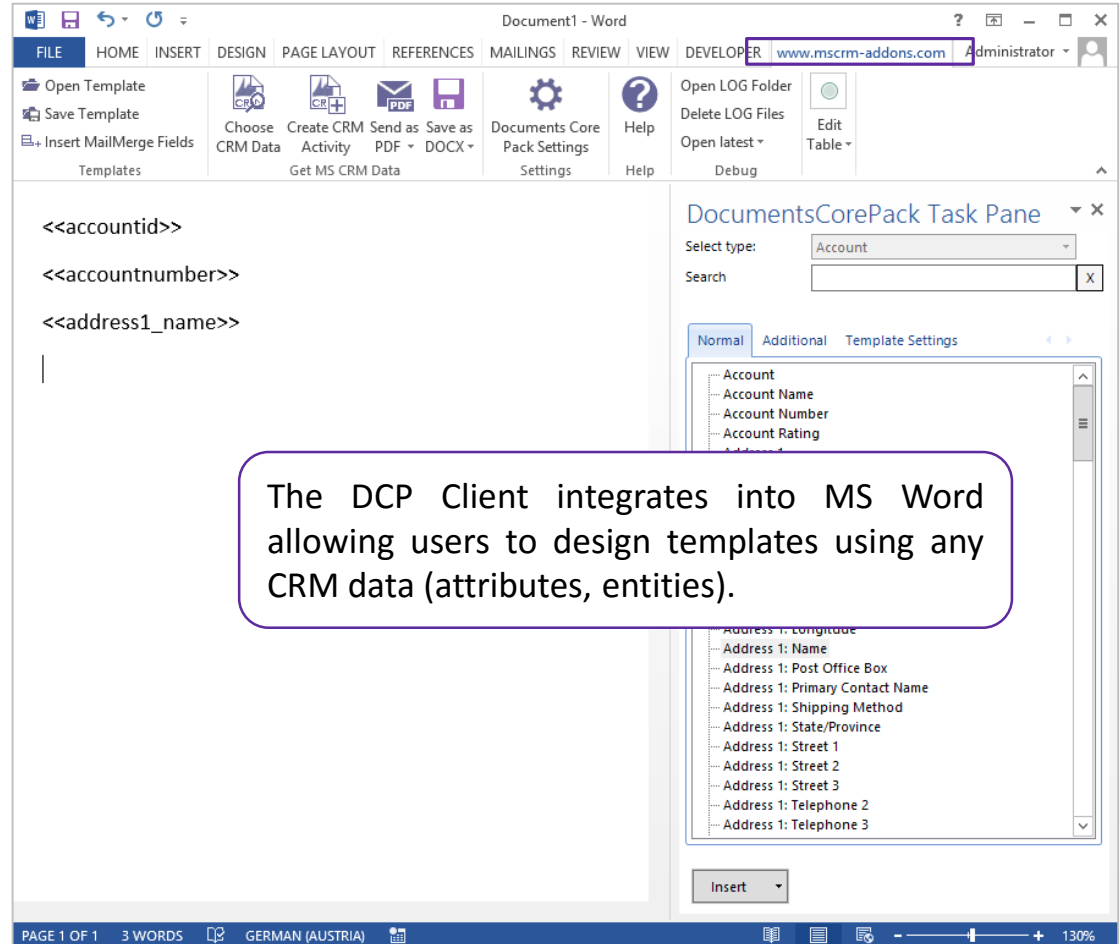 Document1 - Word
FILE HOME INSERT DESIGN PAGE LAYOUT REFERENCES MAILINGS REVIEW VIEW DEVELOPER www.mscrm-addons.com Administrator
Open Template
Save Template
Insert MailMerge Fields
Templates
Choose
CRM Data
Create CRM
Activity
PDF
Send as
PDF
Save as
DOCX
Get MS CRM Data
Documents Core
Pack Settings
Settings
Help
Help
Open LOG Folder
Delete LOG Files
Open latest
Debug
Edit
Table
<<accountid>>
<<accountnumber>>
<<address1_name>>
DocumentsCorePack Task Pane
Select type: Account
Search X
Normal Additional Template Settings
Account
Account Name
Account Number
Account Rating
Address 1
The DCP Client integrates into MS Word
allowing users to design templates using any
CRM data (attributes, entities).
Address 1: Longitude
Address 1: Name
Address 1: Post Office Box
Address 1: Primary Contact Name
Address 1: Shipping Method
Address 1: State/Province
Address 1: Street 1
Address 1: Street 2
Address 1: Street 3
Address 1: Telephone 2
Address 1: Telephone 3
Insert
PAGE 1 OF 1 3 WORDS GERMAN (AUSTRIA) 130%